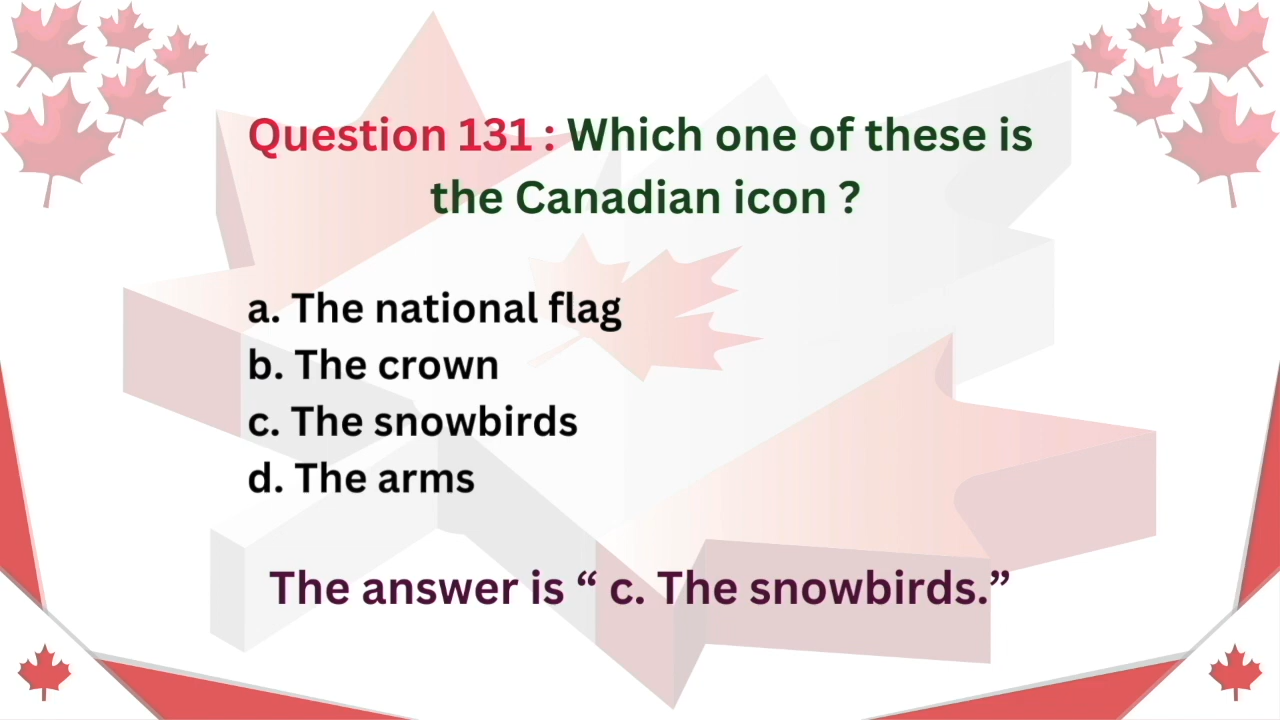 Question 131 : Which one of these is
the Canadian icon ?
a. The national flag
b. The crown
c. The snowbirds
d. The arms
The answer is “ c. The snowbirds.”